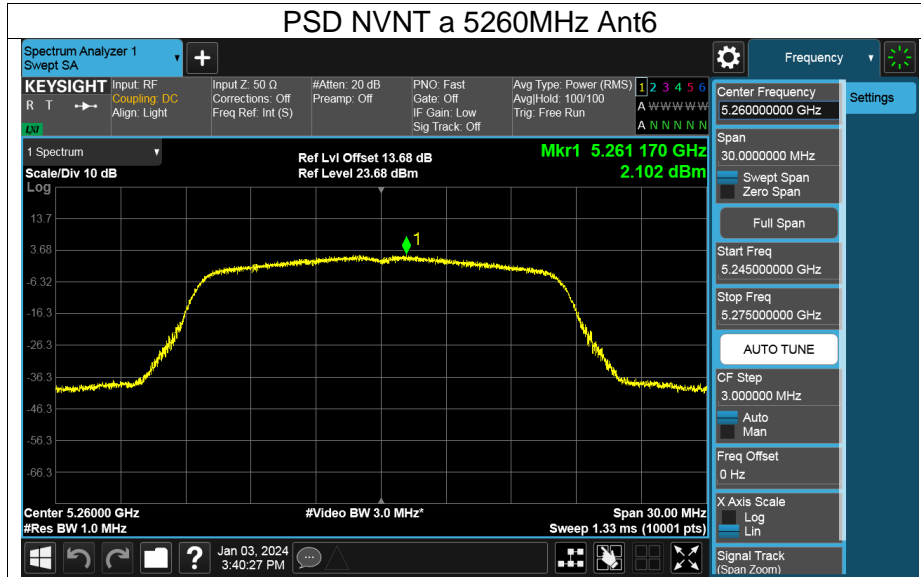 PSD NVNT a 5260MHz Ant6
Spectrum Analyzer 1
Swept SA
Frequency
KEYSIGHT
R T
LXI
Input: RF
Coupling: DC
Align: Light
Input Z: 50 Ω
Corrections: Off
Freq Ref: Int (S)
#Atten: 20 dB
Preamp: Off
PNO: Fast
Gate: Off
IF Gain: Low
Sig Track: Off
Avg Type: Power (RMS)
Avg|Hold: 100/100
Trig: Free Run
1 2 3 4 5 6
A W W W W W
A N N N N N
1 Spectrum
Scale/Div 10 dB
Ref Lvl Offset 13.68 dB
Ref Level 23.68 dBm
Mkr1 5.261 170 GHz
2.102 dBm
Log
13.7
3.68
-6.32
-16.3
-26.3
-36.3
-46.3
-56.3
-66.3
1
Center 5.26000 GHz
#Res BW 1.0 MHz
#Video BW 3.0 MHz*
Span 30.00 MHz
Sweep 1.33 ms (10001 pts)
Jan 03, 2024
3:40:27 PM
Center Frequency
5.260000000 GHz
Span
30.0000000 MHz
Swept Span
Zero Span
Full Span
Start Freq
5.245000000 GHz
Stop Freq
5.275000000 GHz
AUTO TUNE
CF Step
3.000000 MHz
Auto
Man
Freq Offset
0 Hz
X Axis Scale
Log
Lin
Signal Track
(Span Zoom)
Settings